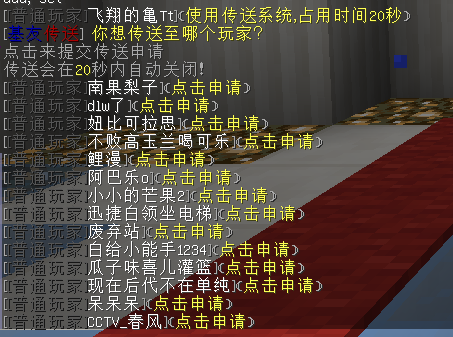 [[普通玩家]飞翔的亀Tt](使用传送系统,占用时间20秒)
[基友传送] 你想传送至哪个玩家?
点击来提交传送申请
传送会在20秒内自动关闭!
[[普通玩家]南果梨子](点击申请)
[[普通玩家]dlw了](点击申请)
[[普通玩家]妞比可拉思](点击申请)
[[普通玩家]不败高玉兰喝可乐](点击申请)
[[普通玩家]鲤漫](点击申请)
[[普通玩家]阿巴乐o](点击申请)
[[普通玩家]小小的芒果2](点击申请)
[[普通玩家]迅捷白领坐电梯](点击申请)
[[普通玩家]废弃站](点击申请)
[[普通玩家]白给小能手1234](点击申请)
[[普通玩家]瓜子味喜儿灌篮](点击申请)
[[普通玩家]现在后代不在单纯](点击申请)
[[普通玩家]呆呆呆](点击申请)
[[普通玩家]CCTV_春风](点击申请)